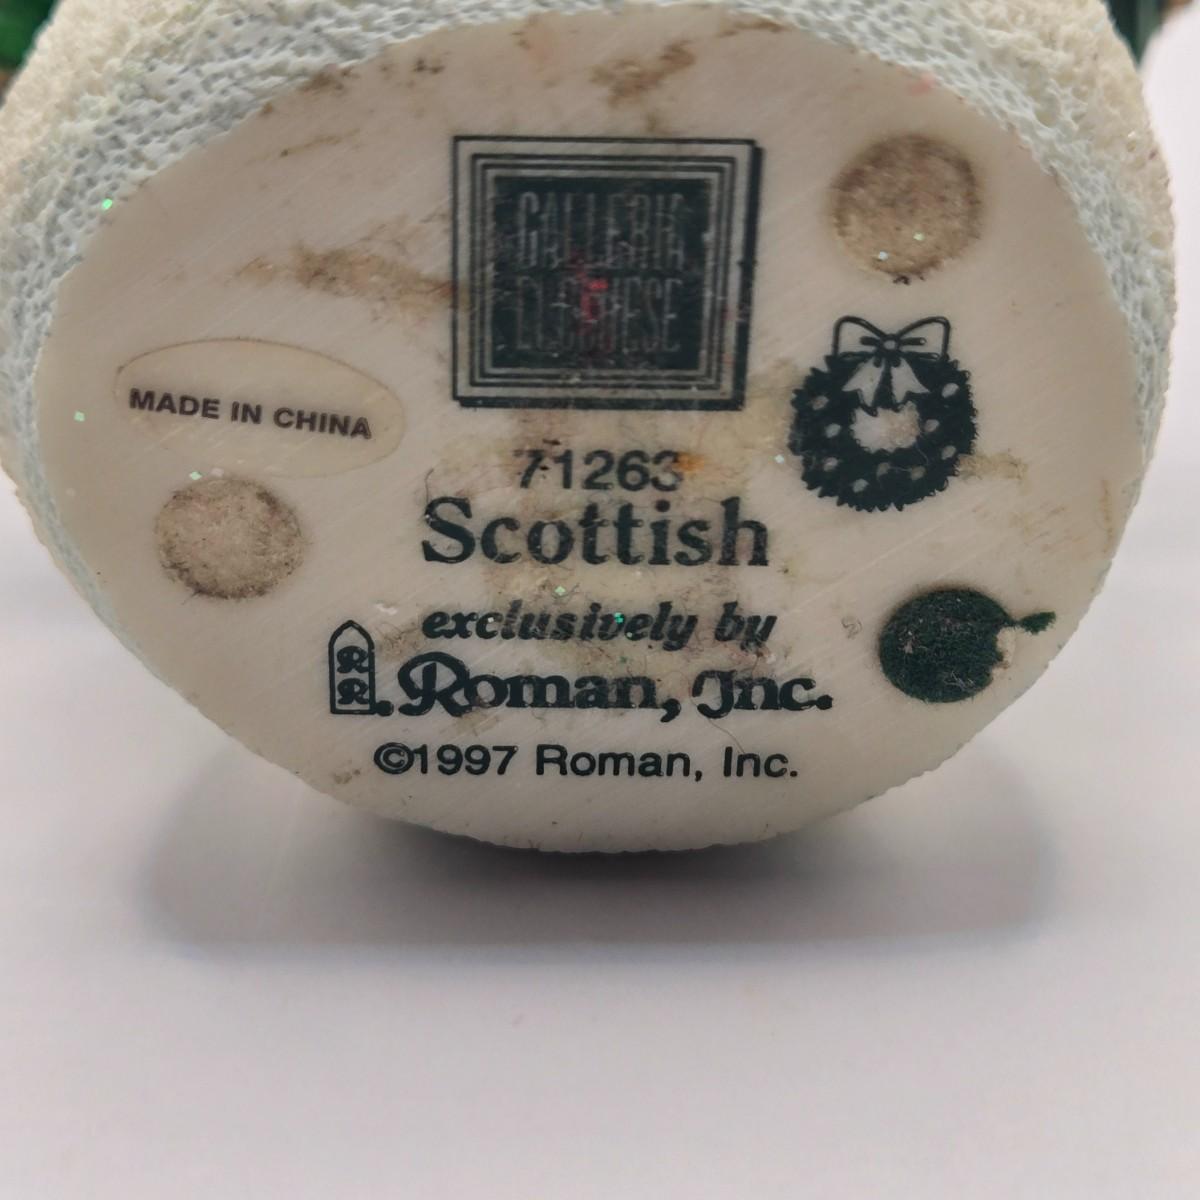 GALLERIA
MADE IN CHINA
71263
Scottish
exclusively by
R
R
. Roman, Inc.
©1997 Roman, Inc.